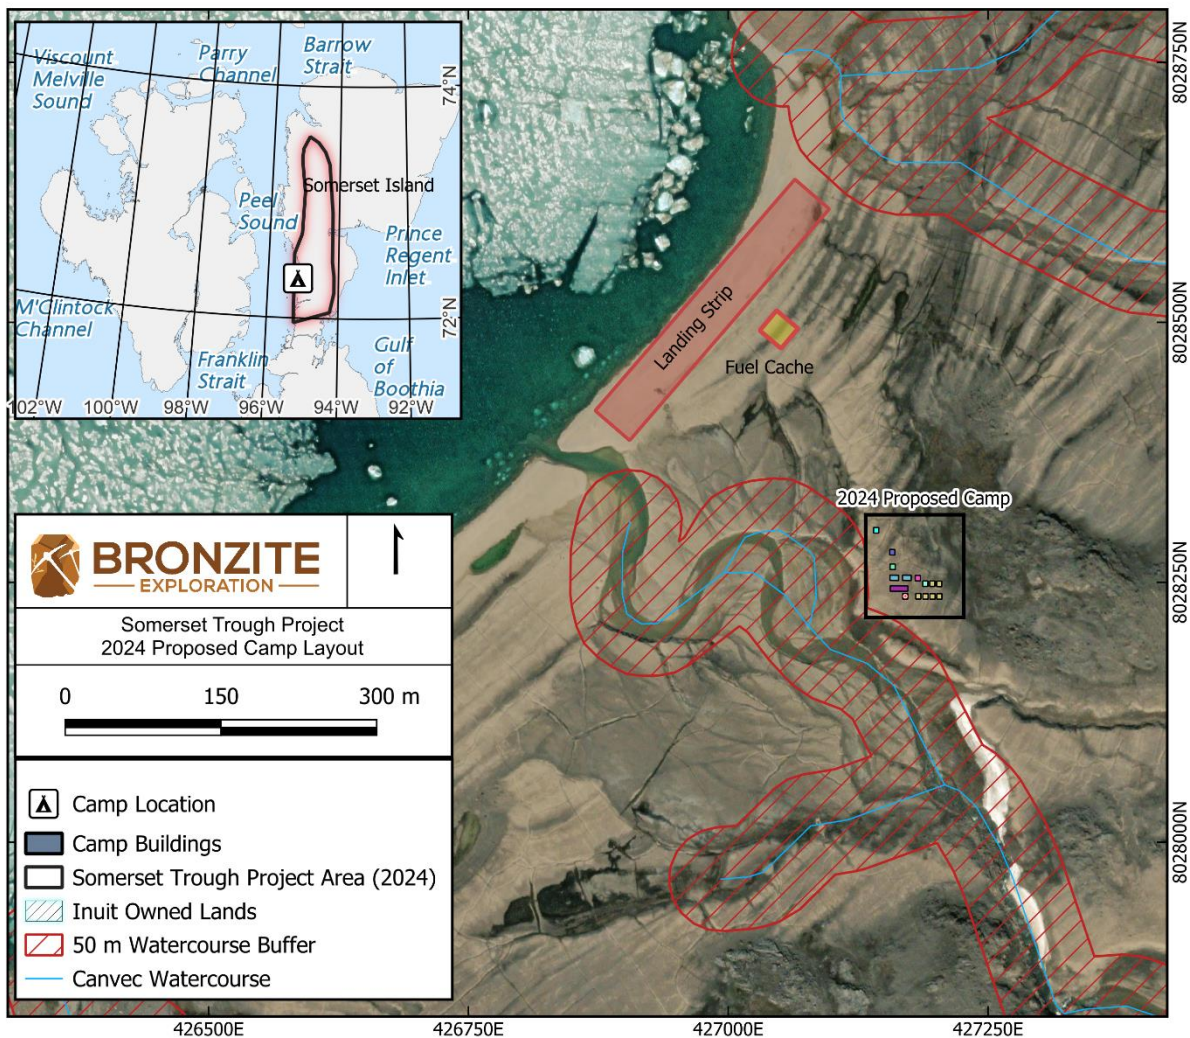 Viscount
Melville
Sound
Parry
Channel
Barrow
Strait
74°N
Somerset Island
Peel
Sound
Prince
Regent
Inlet
M'Clintock
Channel
72°N
Franklin
Strait
Gulf
of
Boothia
102°W
100°W
98°W
96°W
94°W
92°W
8028750N
8028500N
8028250N
8028000N
Landing Strip
Fuel Cache
2024 Proposed Camp
BRONZITE
EXPLORATION
Somerset Trough Project
2024 Proposed Camp Layout
0 150 300 m
Camp Location
Camp Buildings
Somerset Trough Project Area (2024)
Inuit Owned Lands
50 m Watercourse Buffer
Canvec Watercourse
426500E
426750E
427000E
427250E